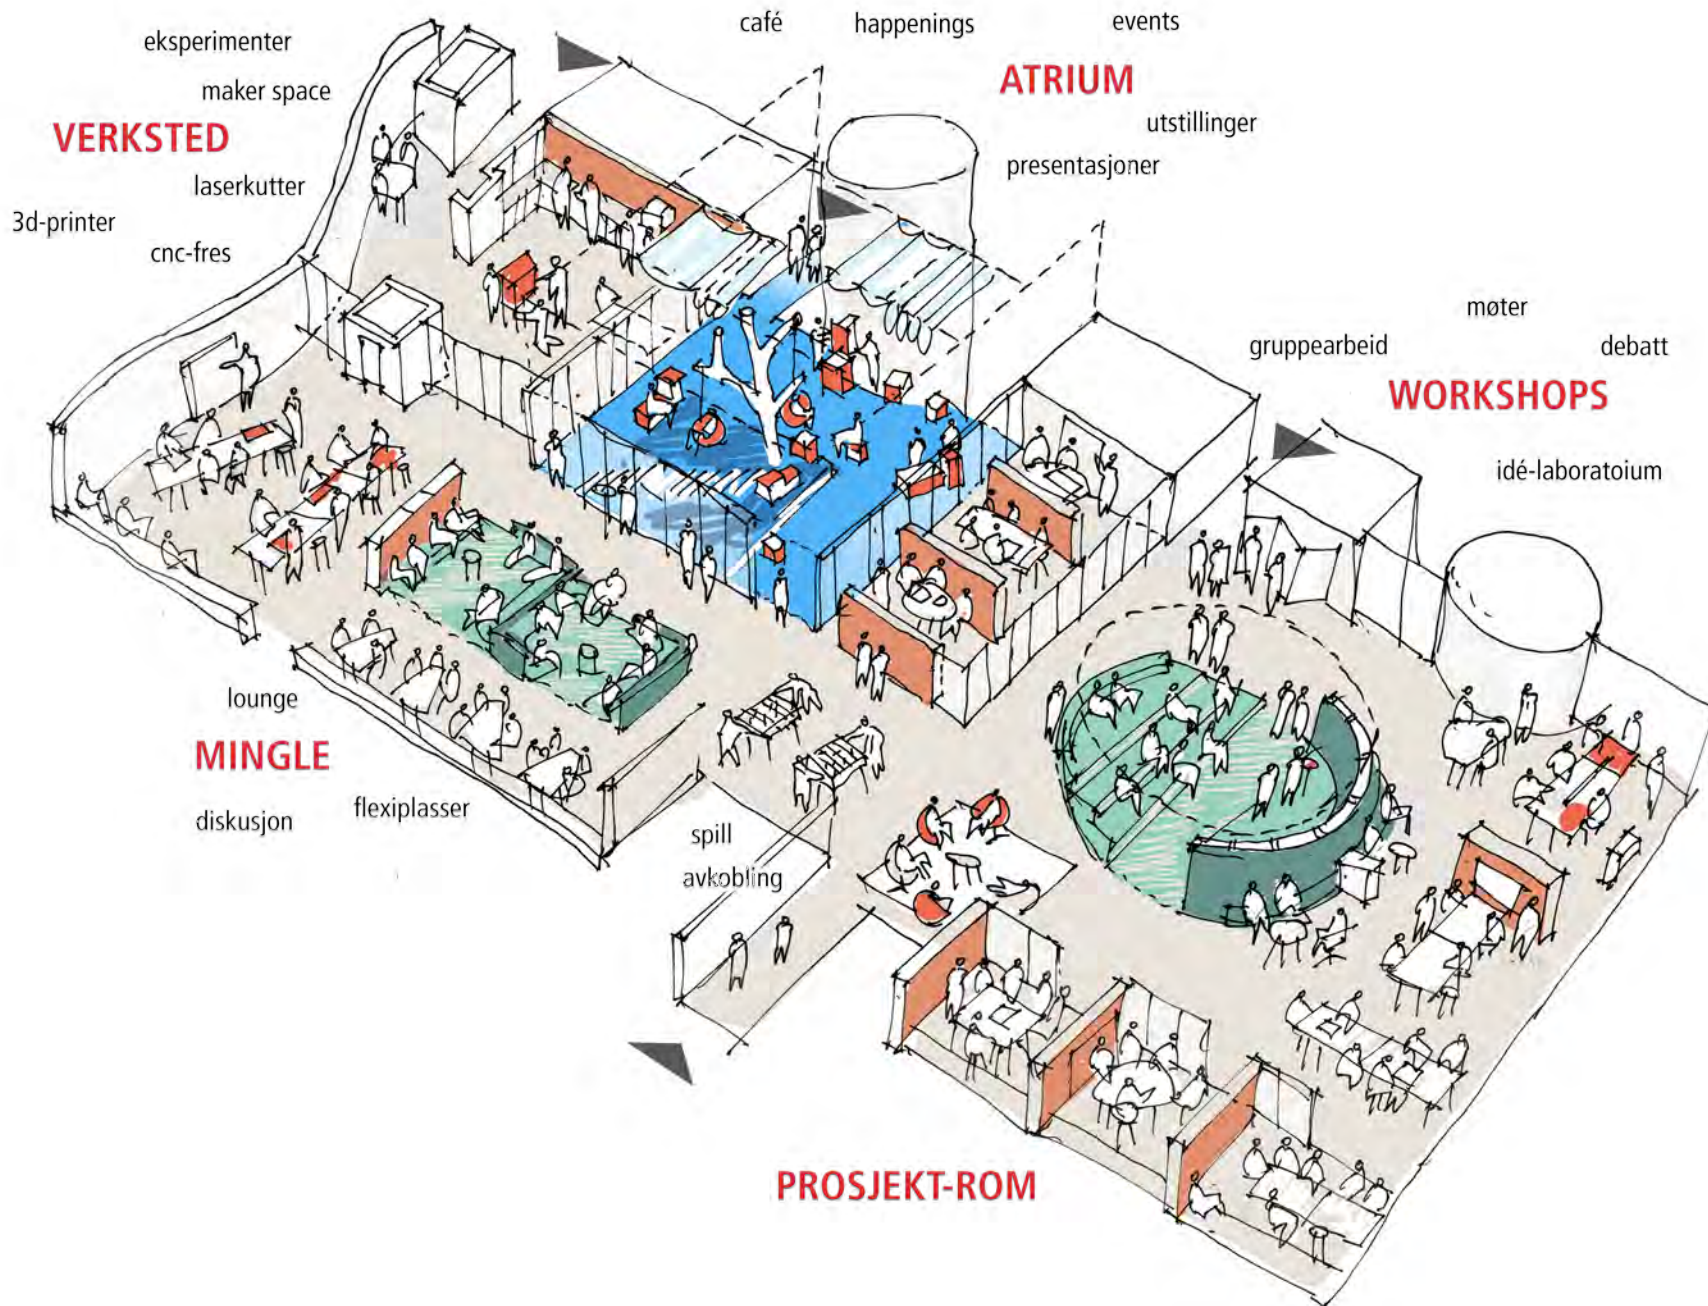 café
happenings
events
eksperimenter
ATRIUM
maker space
utstillinger
VERKSTED
presentasjoner
laserkutter
3d-printer
cnc-fres
møter
gruppearbeid
debatt
WORKSHOPS
idé-laboratoium
lounge
MINGLE
flexiplasser
diskusjon
spill
avkobling
PROSJEKT-ROM